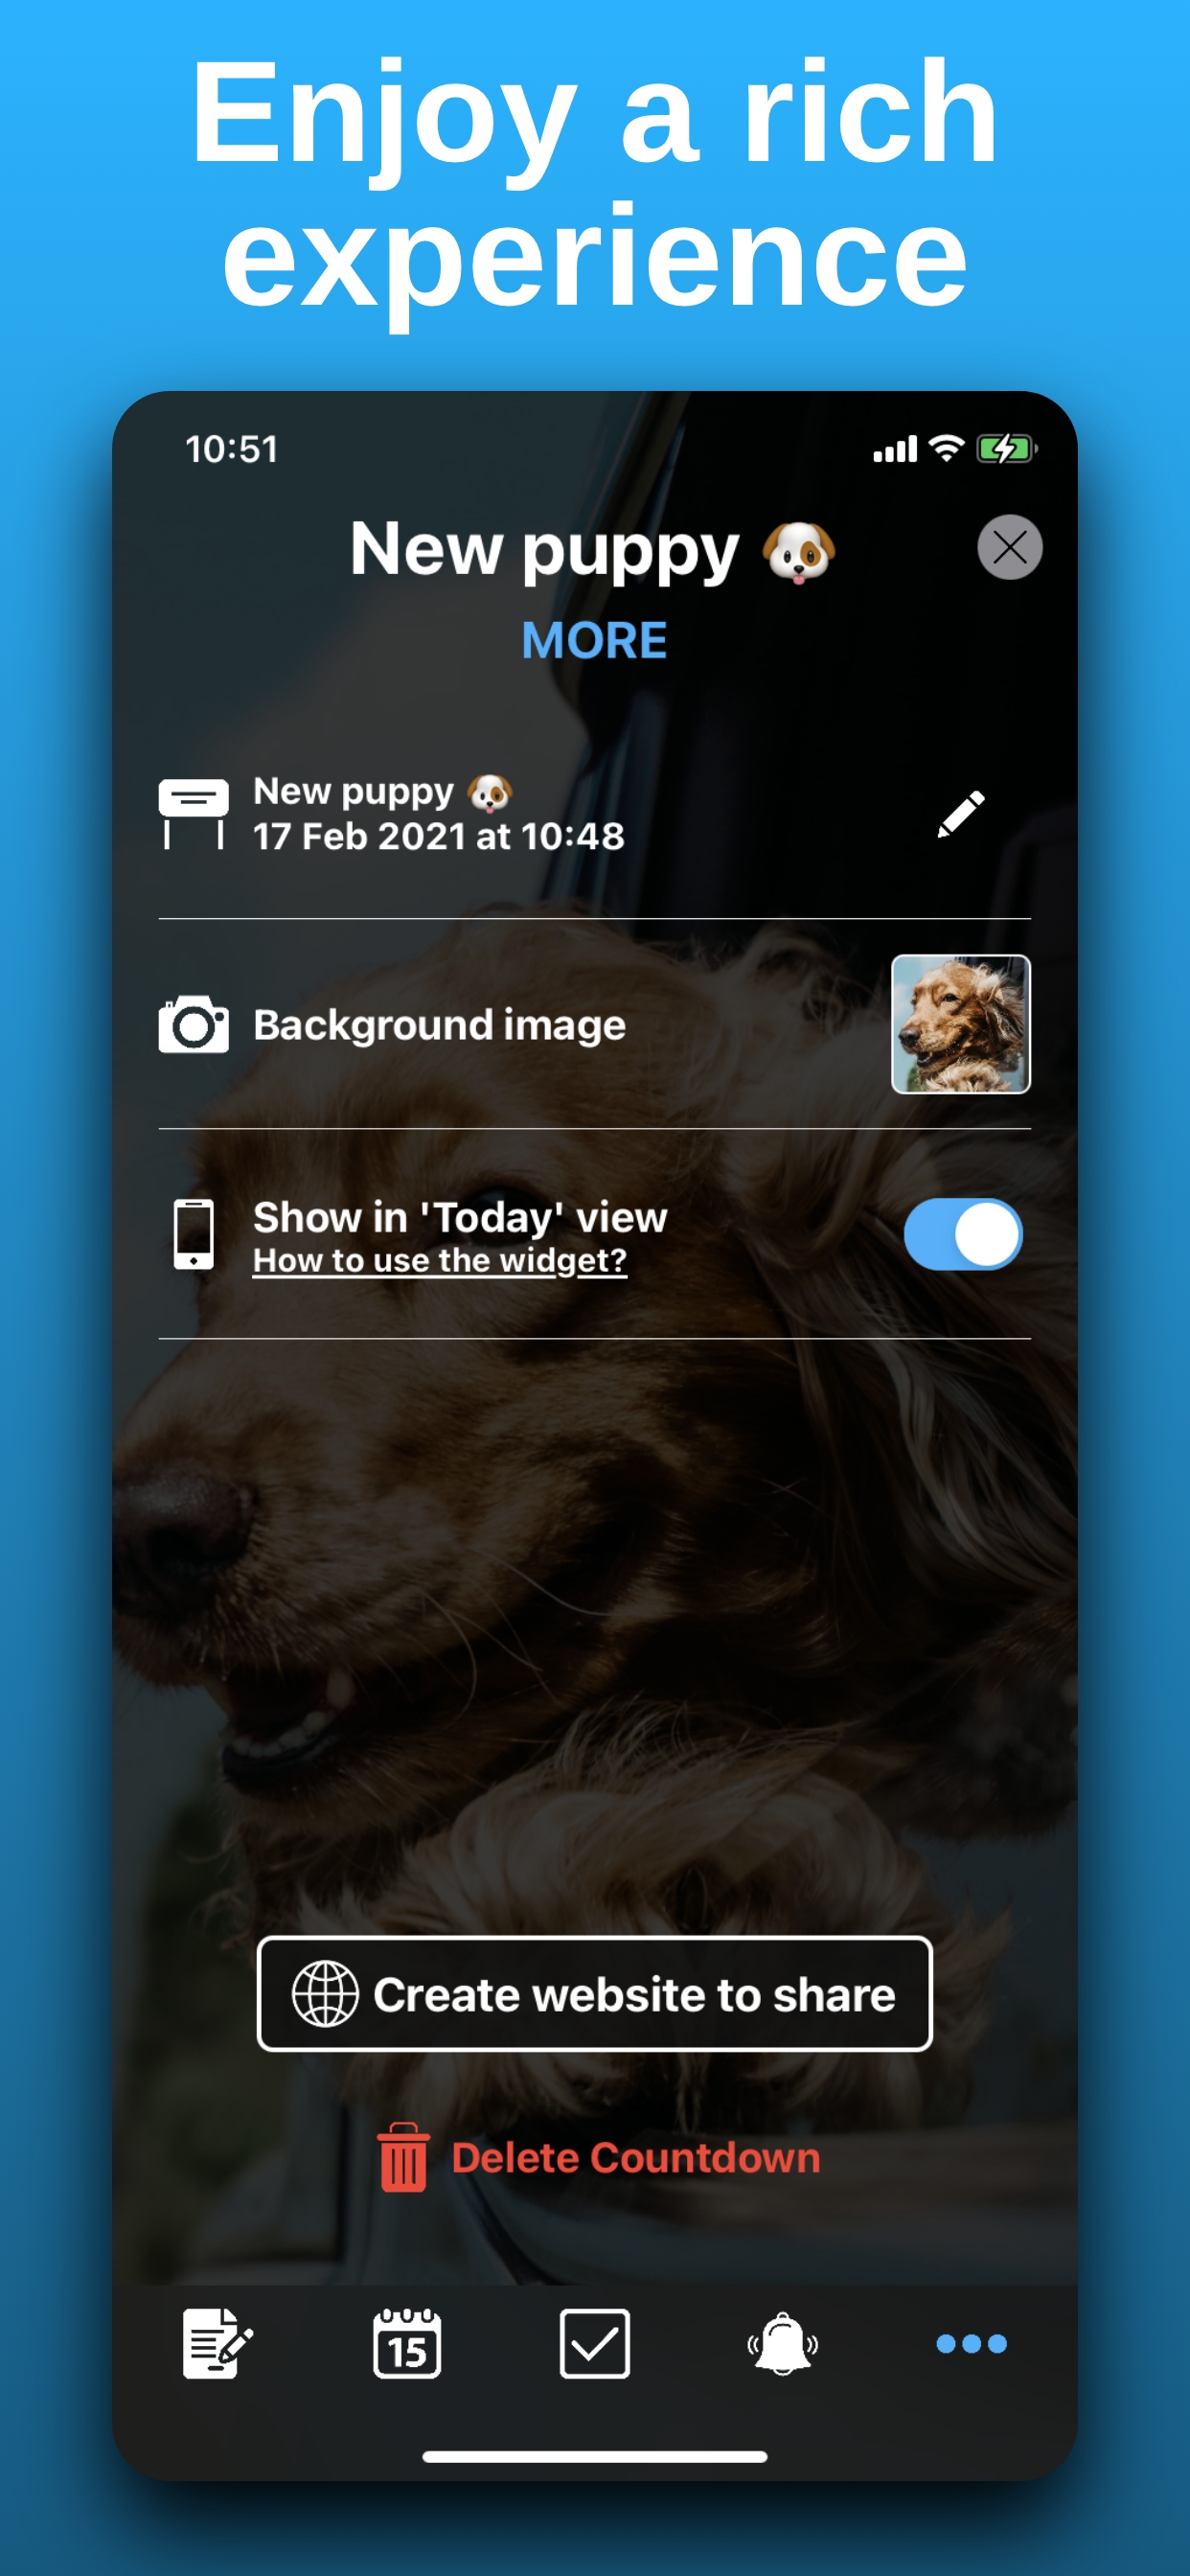 Enjoy a rich
experience
10:51
New puppy 🐶
MORE
New puppy 🐶
17 Feb 2021 at 10:48
Background image
Show in 'Today' view
How to use the widget?
Create website to share
Delete Countdown
15